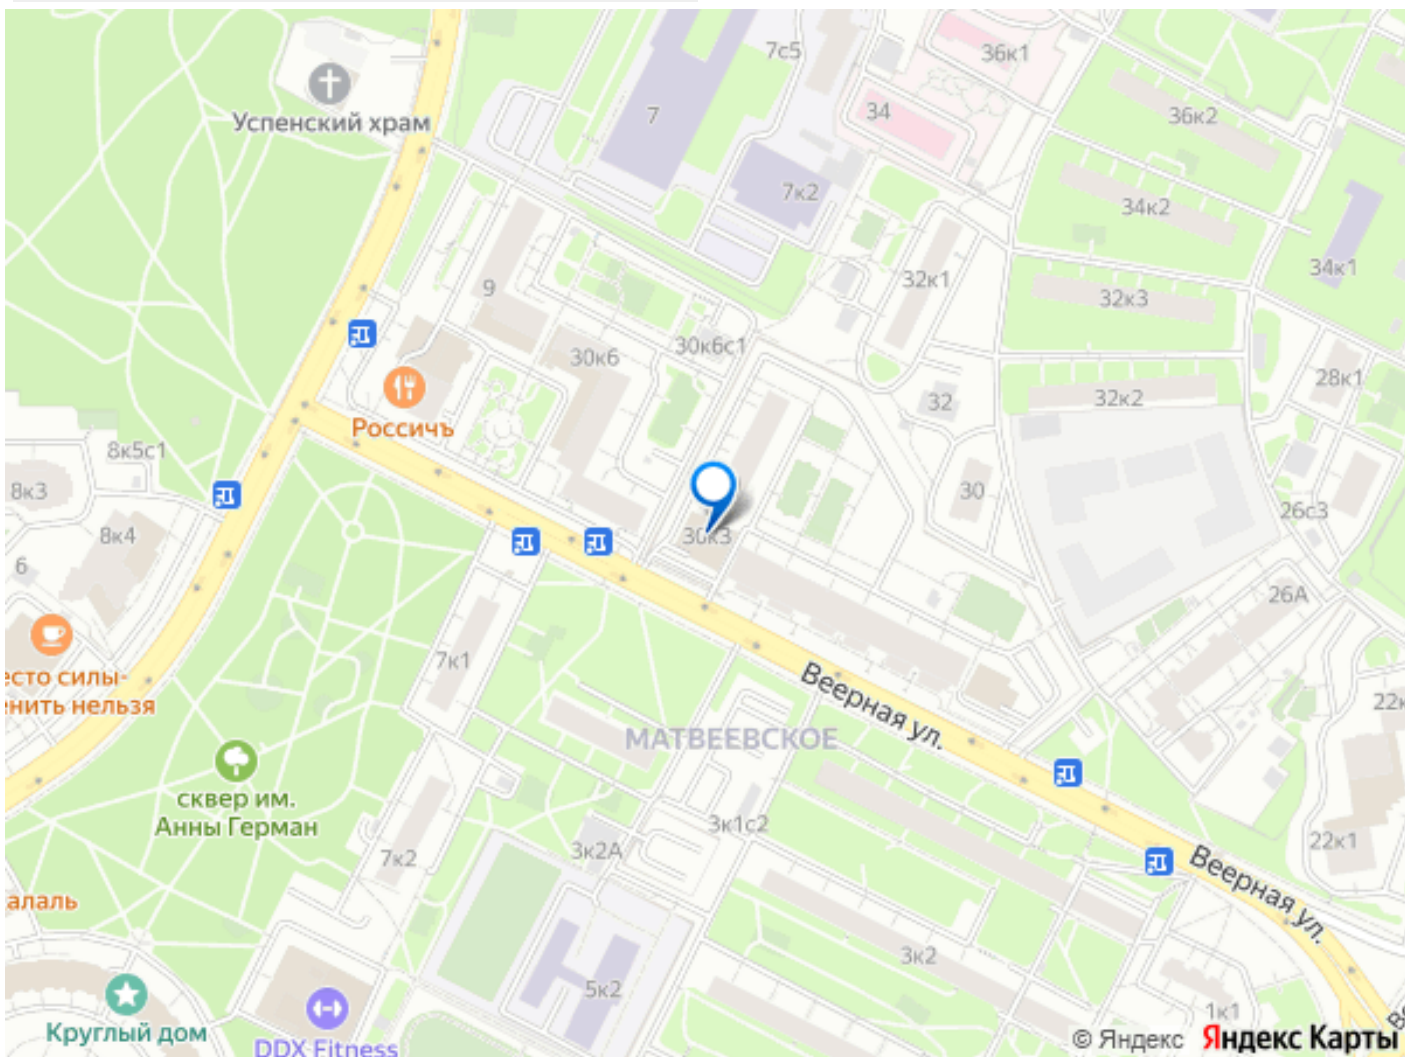 7с5
36к1
7
34
36к2
Успенский храм
7к2
34к2
34к1
32к1
32к3
9
30к6
30к6с1
28к1
32
32к2
Россичъ
8к5с1
8к3
30
26с3
8к4
30к3
6
26А
7к1
есто силы-
енить нельзя
Веерная ул.
22к
МАТВЕЕВСКОЕ
сквер им.
Анны Герман
3к1с2
3к2А
7к2
22к1
Веерная ул.
алаль
3к2
5к2
1к1
Круглый дом
DDX Fitness
Ве
© Яндекс Яндекс Карты